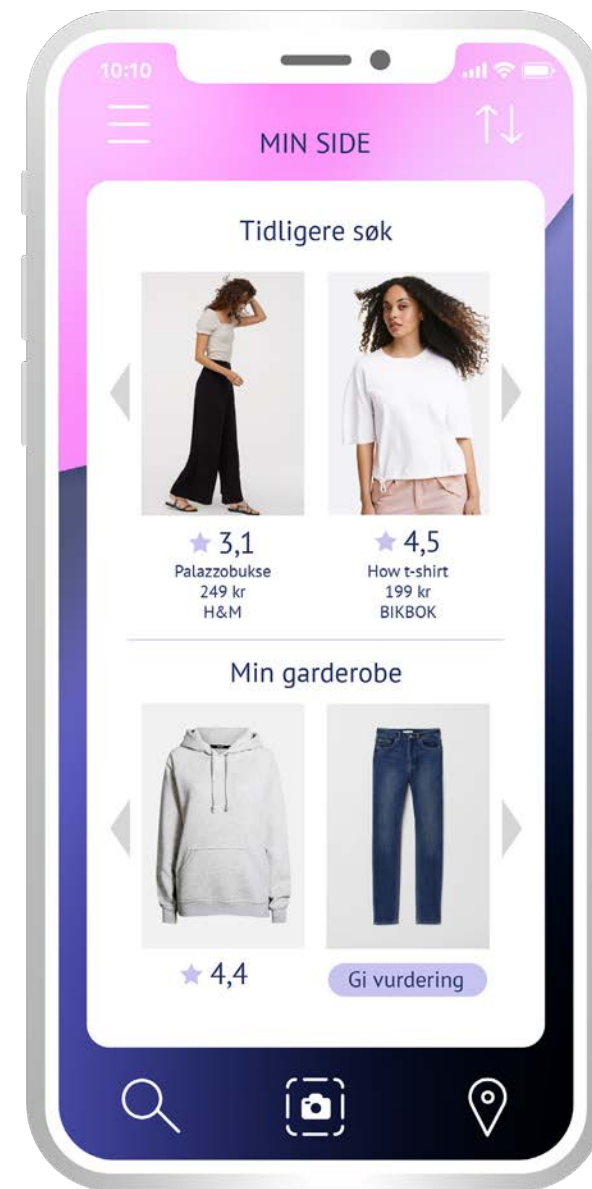 10:10
MIN SIDE
Tidligere søk
3,1
4,5
Palazzobukse
How t-shirt
249 kr
199 kr
H&M
BIKBOK
Min garderobe
4,4
Gi vurdering